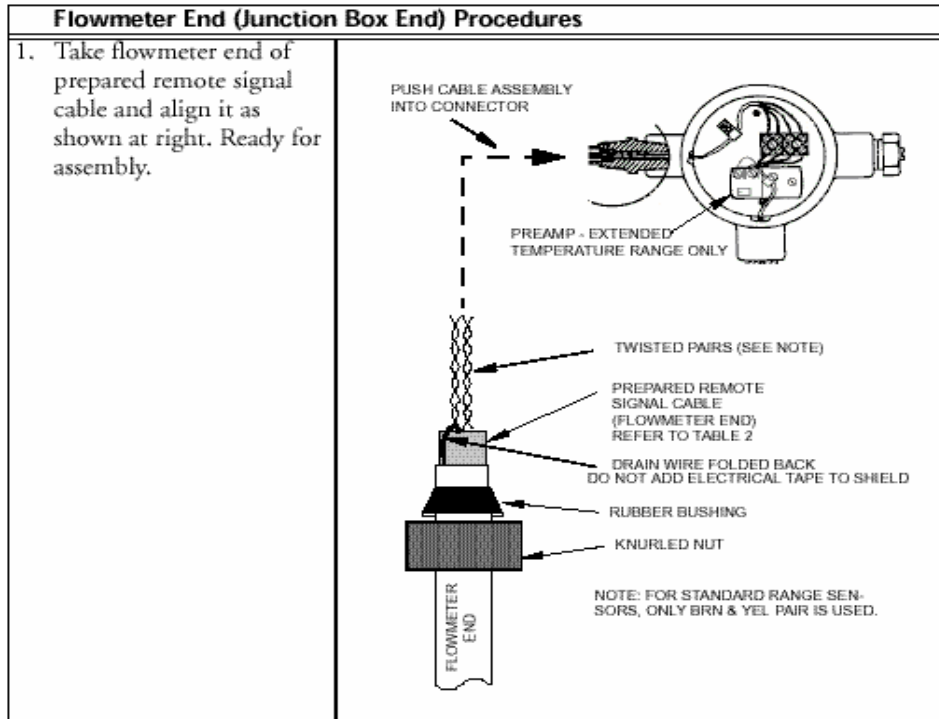 Flowmeter End (Junction Box End) Procedures
1. Take flowmeter end of
prepared remote signal
cable and align it as
shown at right. Ready for
assembly.
PUSH CABLE ASSEMBLY
INTO CONNECTOR
PREAMP - EXTENDED
TEMPERATURE RANGE ONLY
TWISTED PAIRS (SEE NOTE)
PREPARED REMOTE
SIGNAL CABLE
(FLOWMETER END)
REFER TO TABLE 2
DRAIN WIRE FOLDED BACK
DO NOT ADD ELECTRICAL TAPE TO SHIELD
RUBBER BUSHING
KNURLED NUT
NOTE: FOR STANDARD RANGE SEN-
SORS, ONLY BRN & YEL PAIR IS USED.
FLOWMETER
END